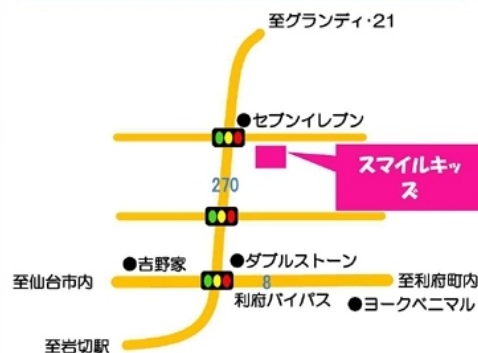 至グランディ・21
●セブンイレブン
スマイルキッ
ズ
270
●吉野家
●ダブルストーン
至仙台市内
8
至利府町内
利府バイパス
●ヨークベニマル
至岩切駅